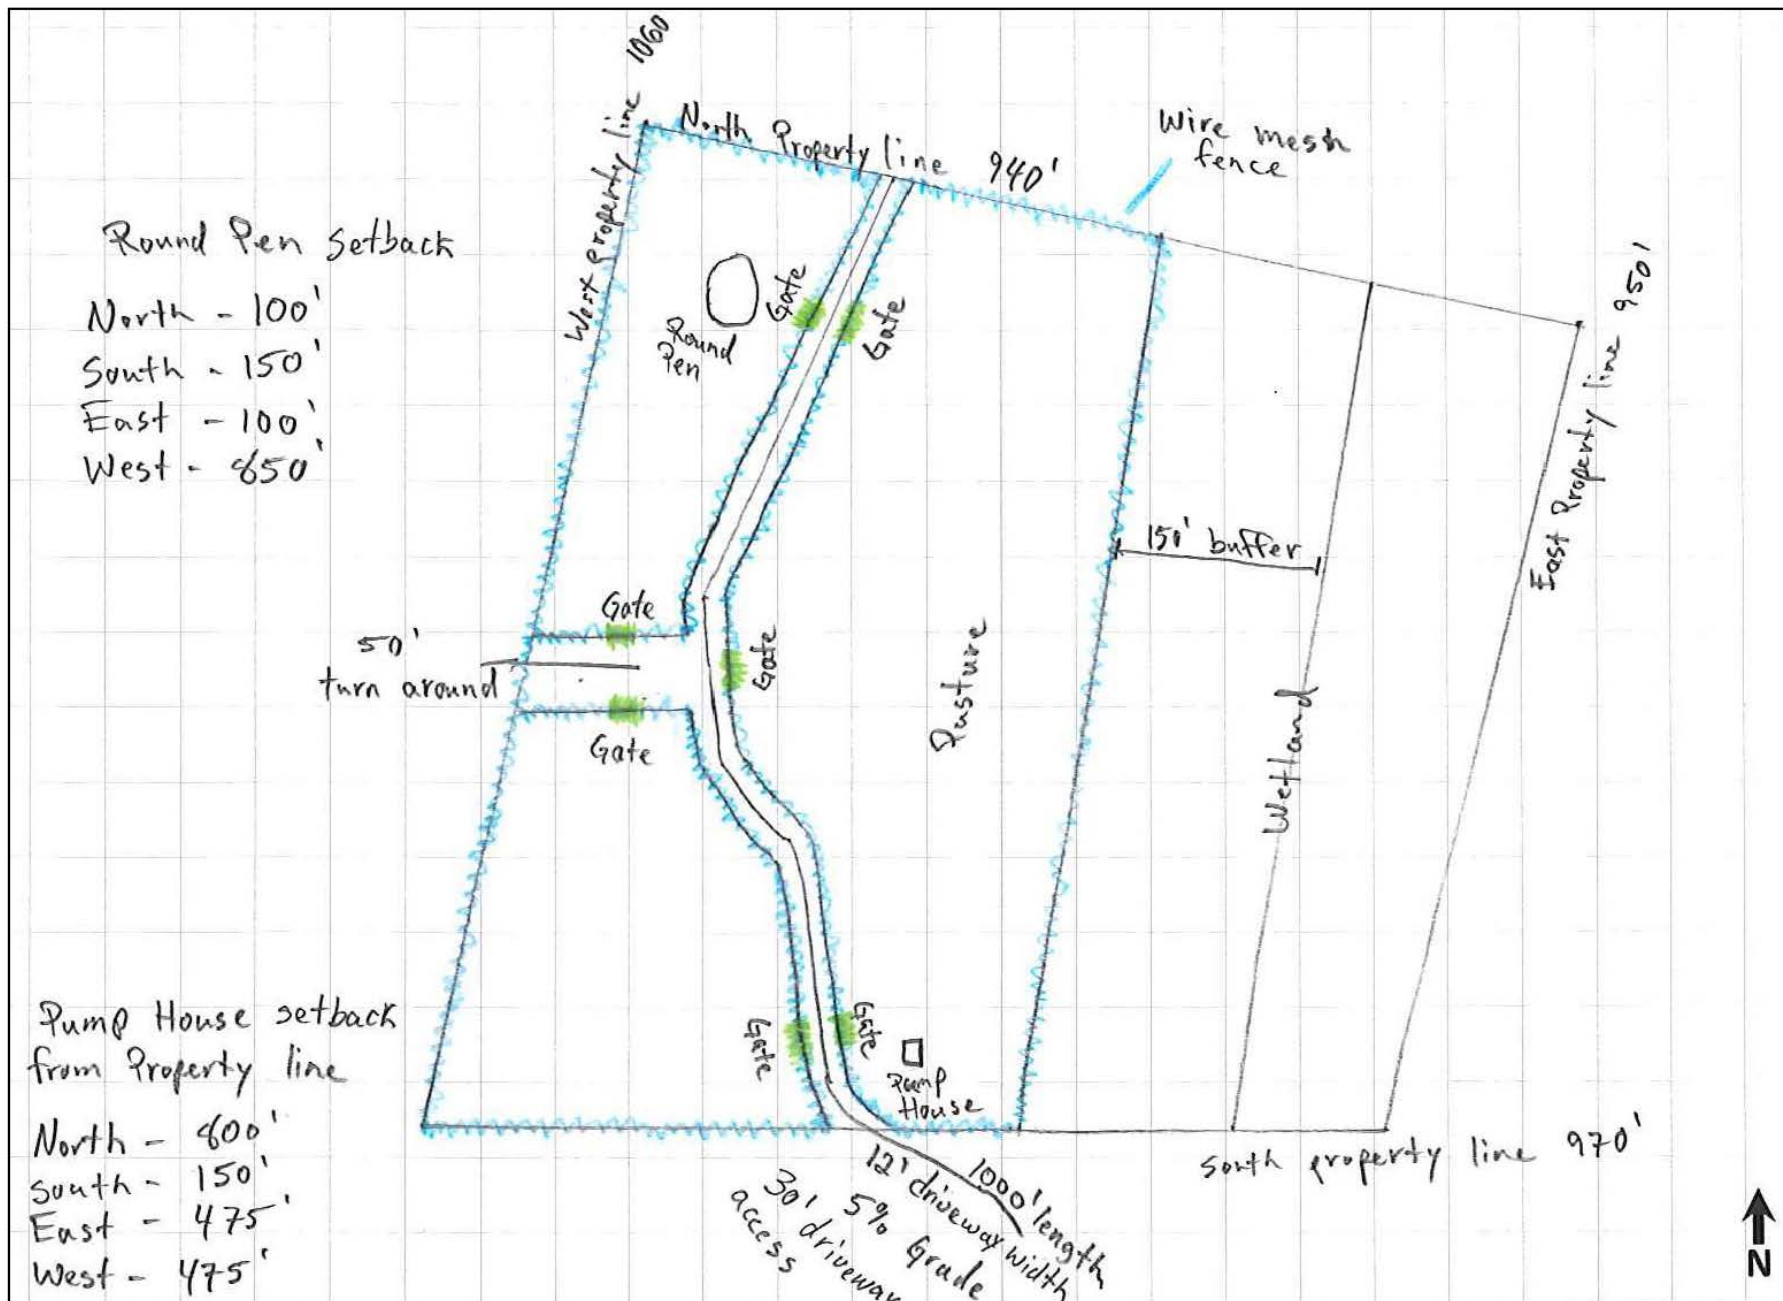 West property line 1060
North Property line 940'
Wire mesh
fence
Round Pen setback
North - 100'
South - 150'
East - 100'
West - 850'
Gate
Gate
Round
Pen
East Property line 950'
150' buffer
Gate
50'
turn around
Gate
Gate
Pasture
Wetland
Pump House setback
from Property line
North - 800'
South - 150'
East - 475'
West - 475'
Gate
Gate
Pump
House
South property line 970'
1000' length
12' driveway width
5% Grade
30' driveway
access
N